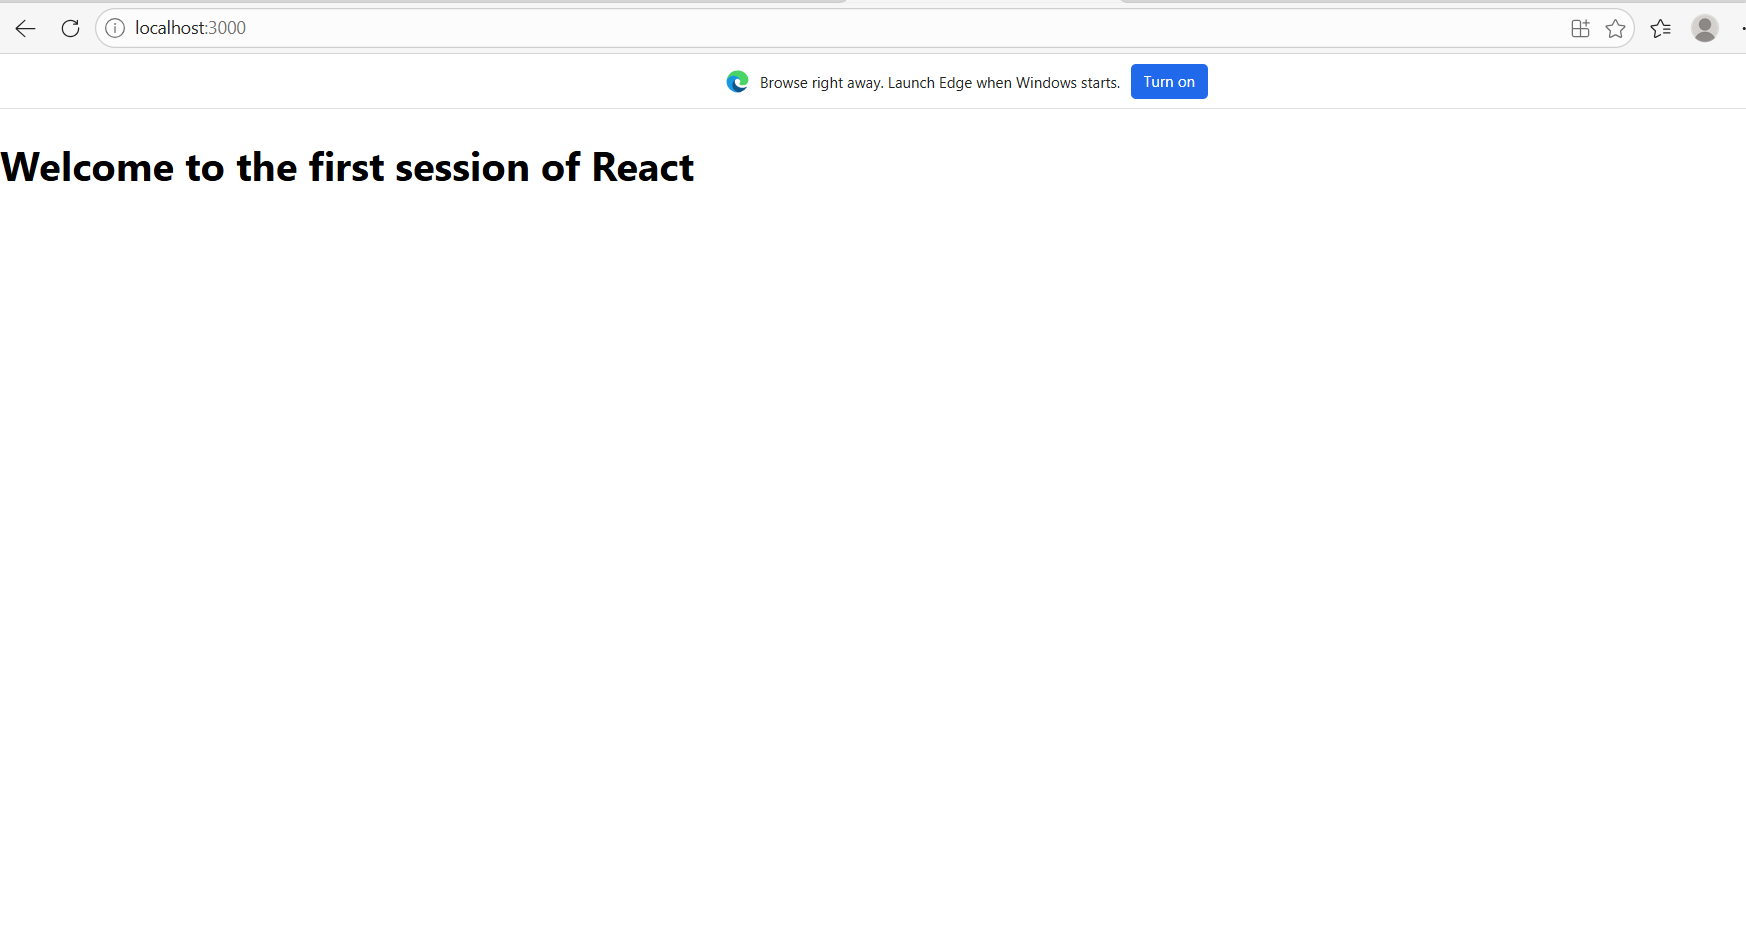 localhost:3000
Browse right away. Launch Edge when Windows starts. Turn on
Welcome to the first session of React